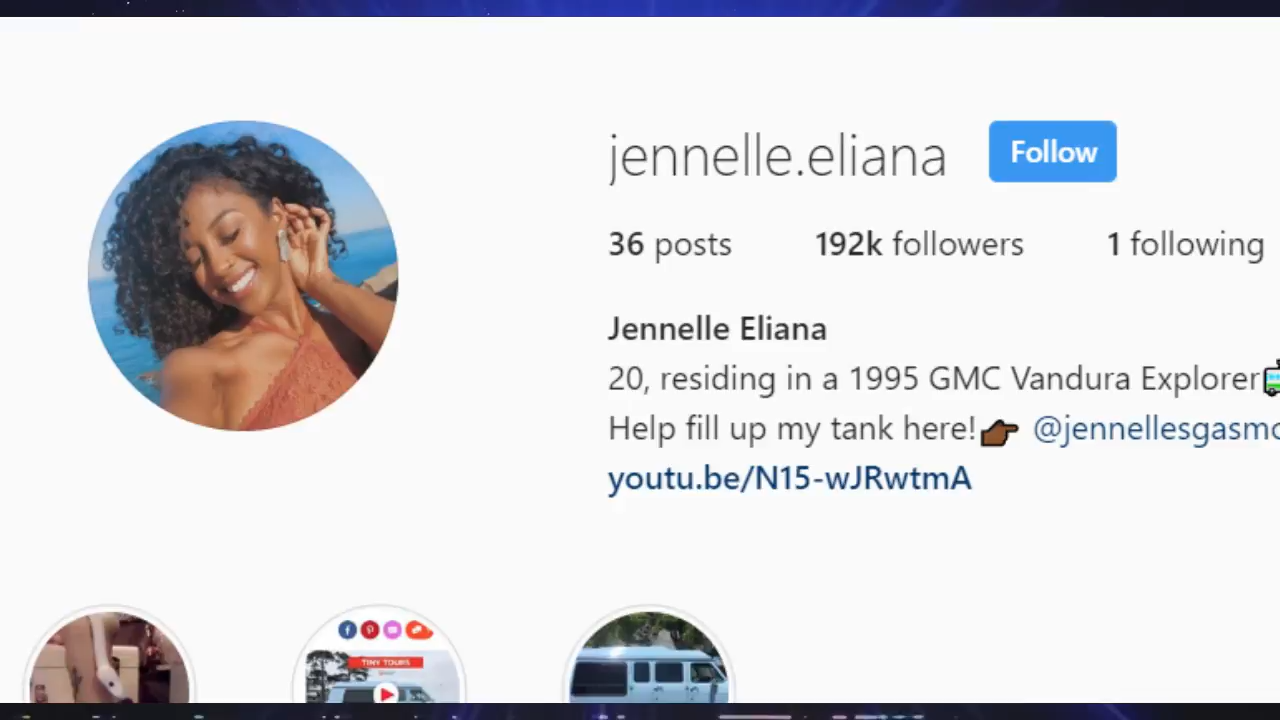 jennelle.eliana Follow
36 posts 192k followers 1 following
Jennelle Eliana
20, residing in a 1995 GMC Vandura Explorer
Help fill up my tank here! @jennellesgasmo
youtu.be/N15-wJRwtmA
TINY TOURS